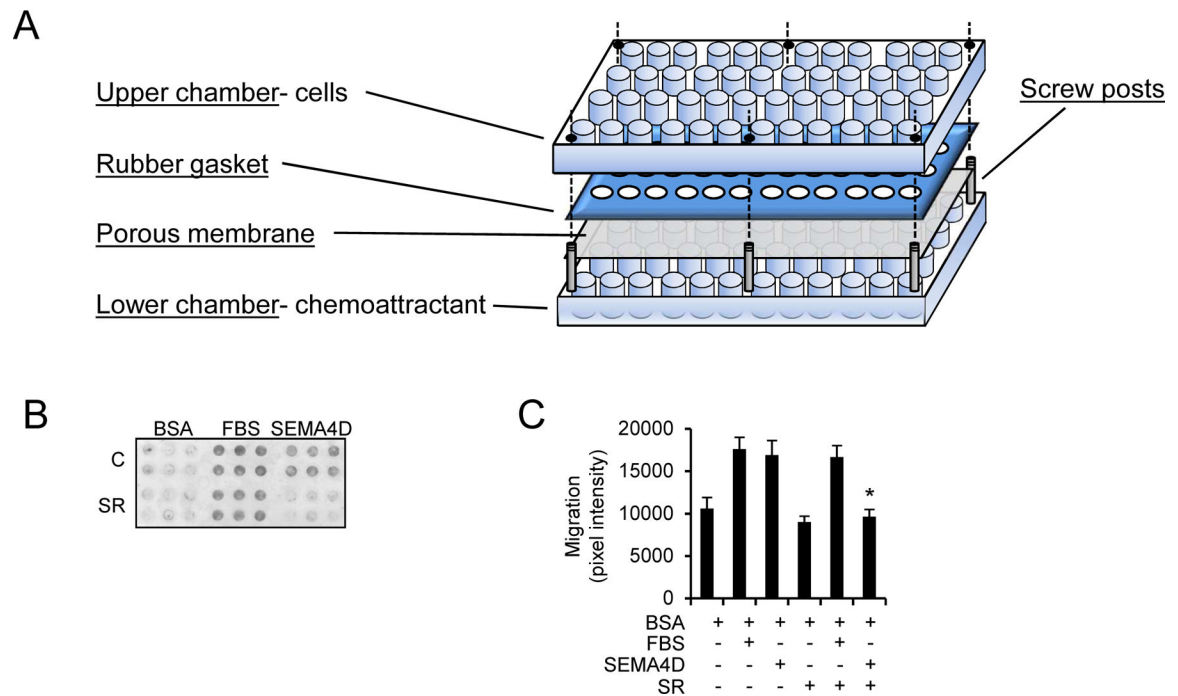 A
Upper chamber- cells
Screw posts
Rubber gasket
Porous membrane
Lower chamber- chemoattractant
B
BSA FBS SEMA4D
C
SR
C
Migration
(pixel intensity)
20000
15000
10000
5000
0
*
BSA + + + + + +
FBS - + - - + -
SEMA4D - - + - - +
SR - - - + + +